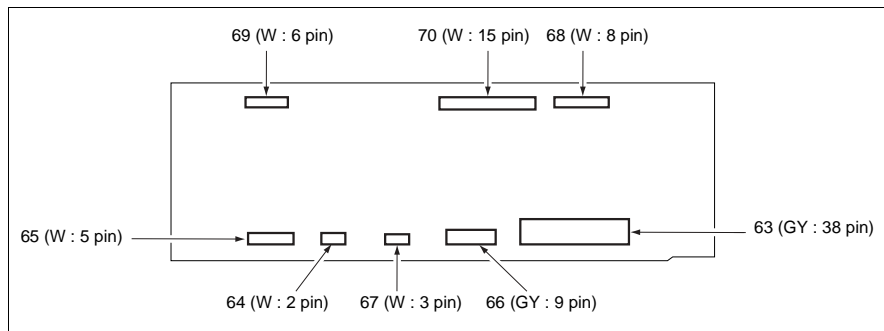 69 (W : 6 pin)
70 (W : 15 pin)
68 (W : 8 pin)
65 (W : 5 pin)
63 (GY : 38 pin)
64 (W : 2 pin)
67 (W : 3 pin)
66 (GY : 9 pin)